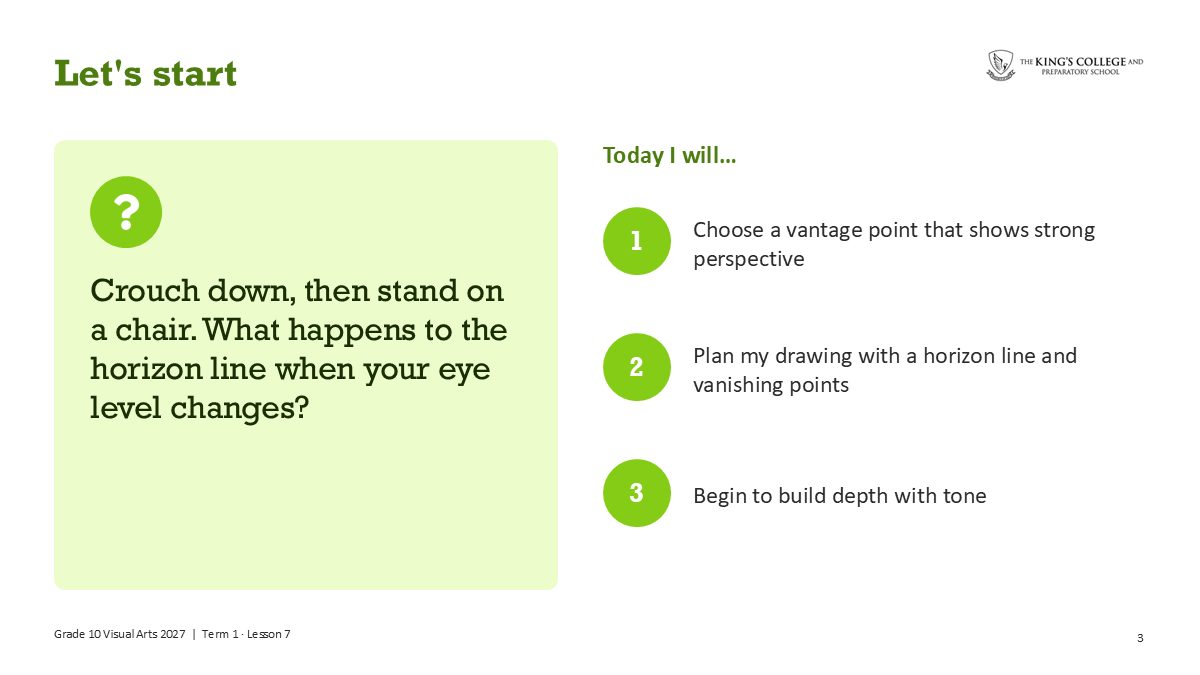 Let's start
THE KING'S COLLEGE AND
PREPARATORY SCHOOL
?
Crouch down, then stand on
a chair. What happens to the
horizon line when your eye
level changes?
Today I will...
1
Choose a vantage point that shows strong
perspective
2
Plan my drawing with a horizon line and
vanishing points
3
Begin to build depth with tone
Grade 10 Visual Arts 2027 | Term 1 · Lesson 7
3